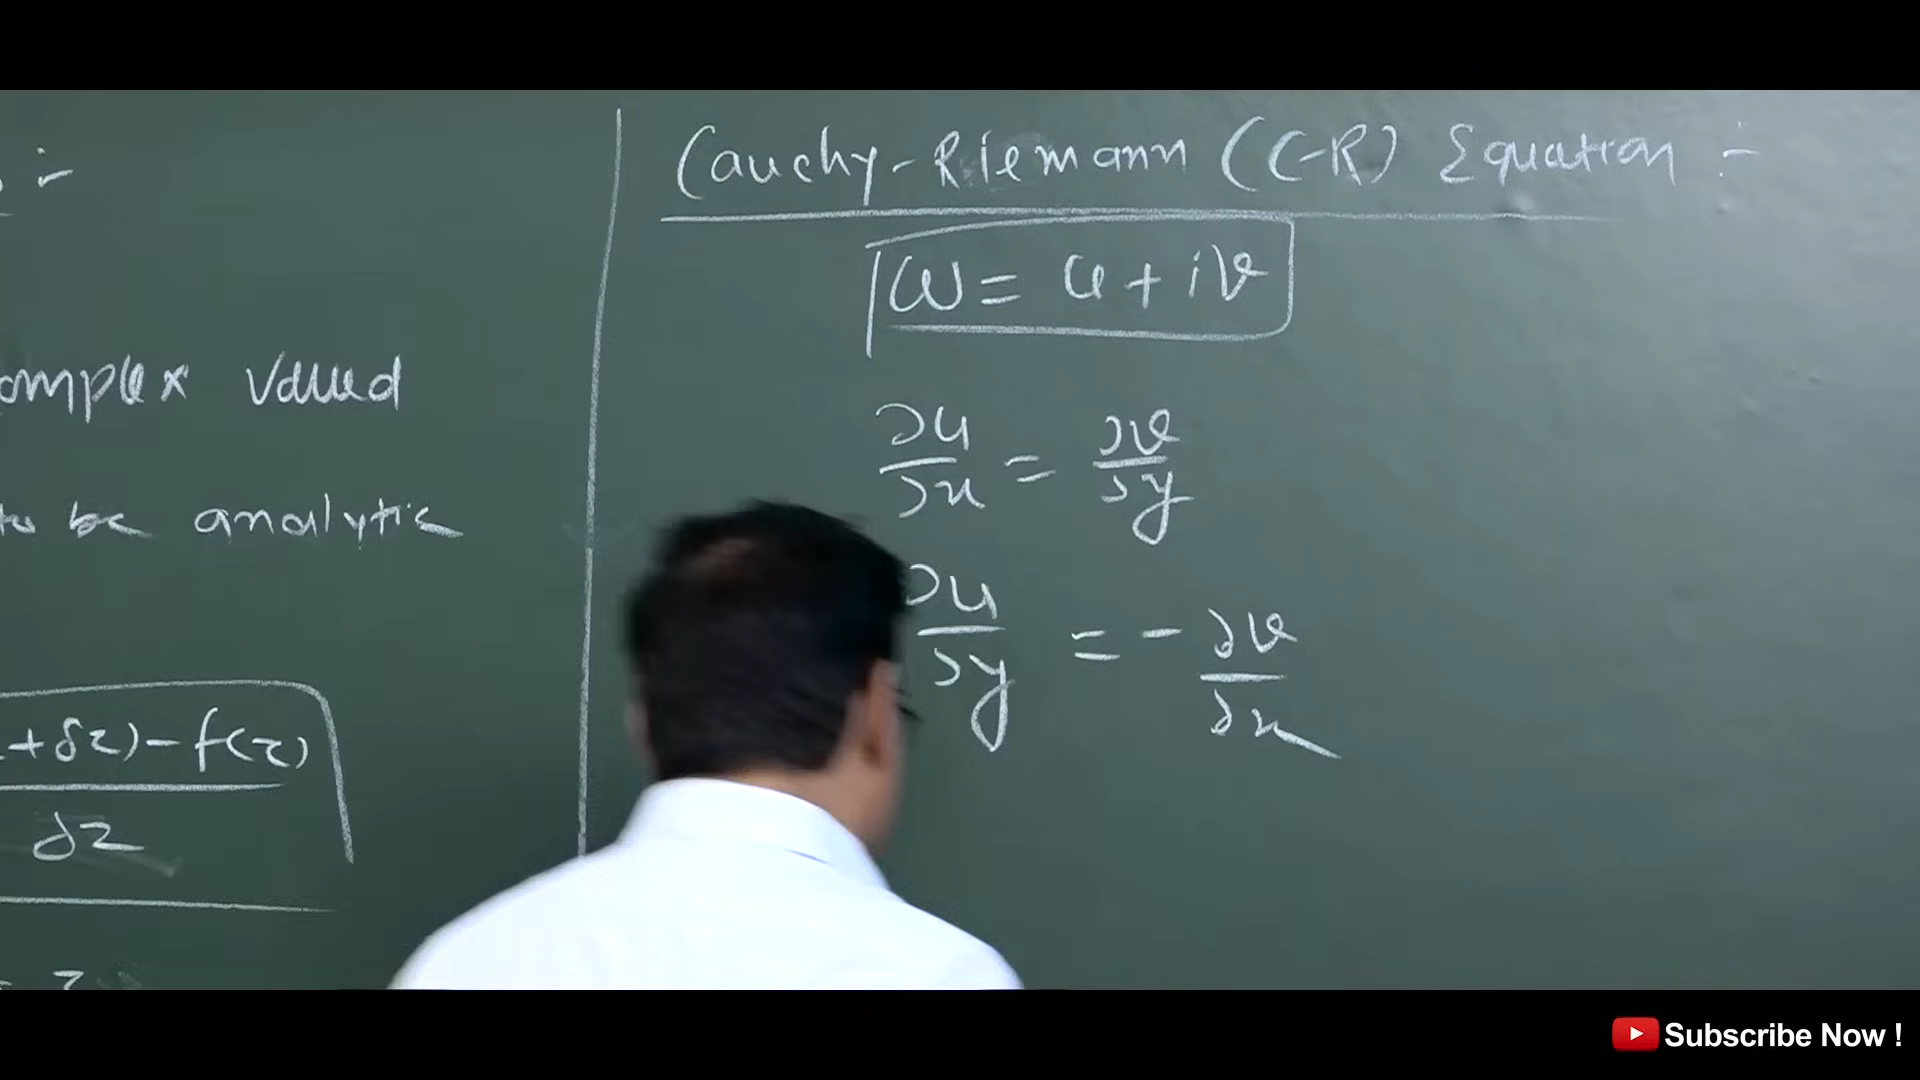 :-
omplex valued
to be analytic
+δz) - f(z)
δz
Cauchy-Riemann (C-R) Equation :-
w = u + iv
∂u/∂x = ∂v/∂y
∂u/∂y = - ∂v/∂x
Subscribe Now !